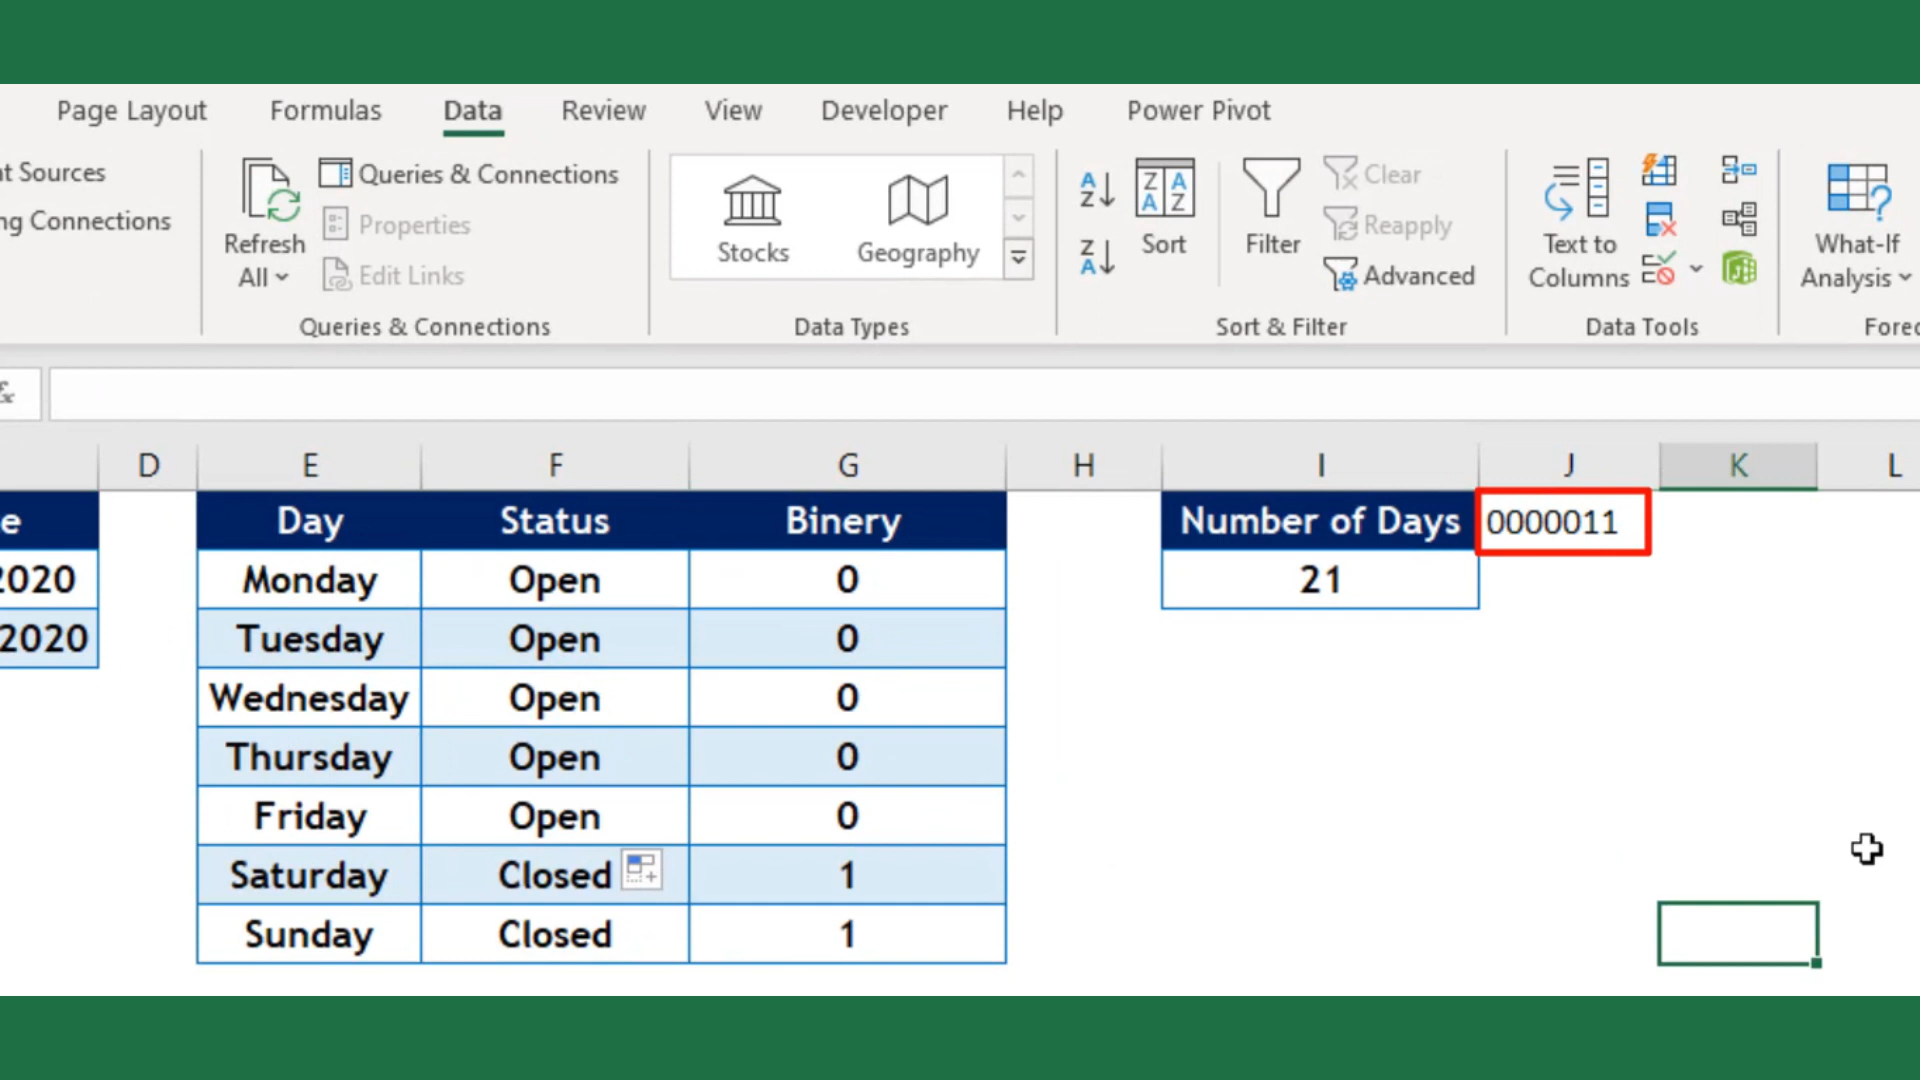 Page Layout Formulas Data Review View Developer Help Power Pivot
t Sources
ng Connections
Refresh All
Queries & Connections
Properties
Edit Links
Queries & Connections
Stocks Geography
Data Types
A Z
Z A
Z A A Z
Sort
Filter
Clear
Reapply
Advanced
Sort & Filter
Text to
Columns
Data Tools
What-If
Analysis
Forec
fx
D E F G H I J K L
e Day Status Binery Number of Days 0000011
2020 Monday Open 0 21
2020 Tuesday Open 0
Wednesday Open 0
Thursday Open 0
Friday Open 0
Saturday Closed 1
Sunday Closed 1